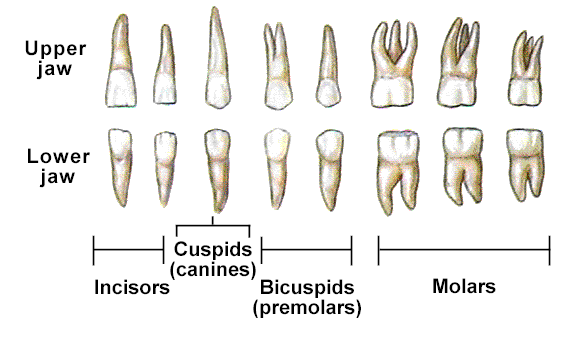 Upper
jaw
Lower
jaw
Cuspids
(canines)
Incisors
Bicuspids
(premolars)
Molars